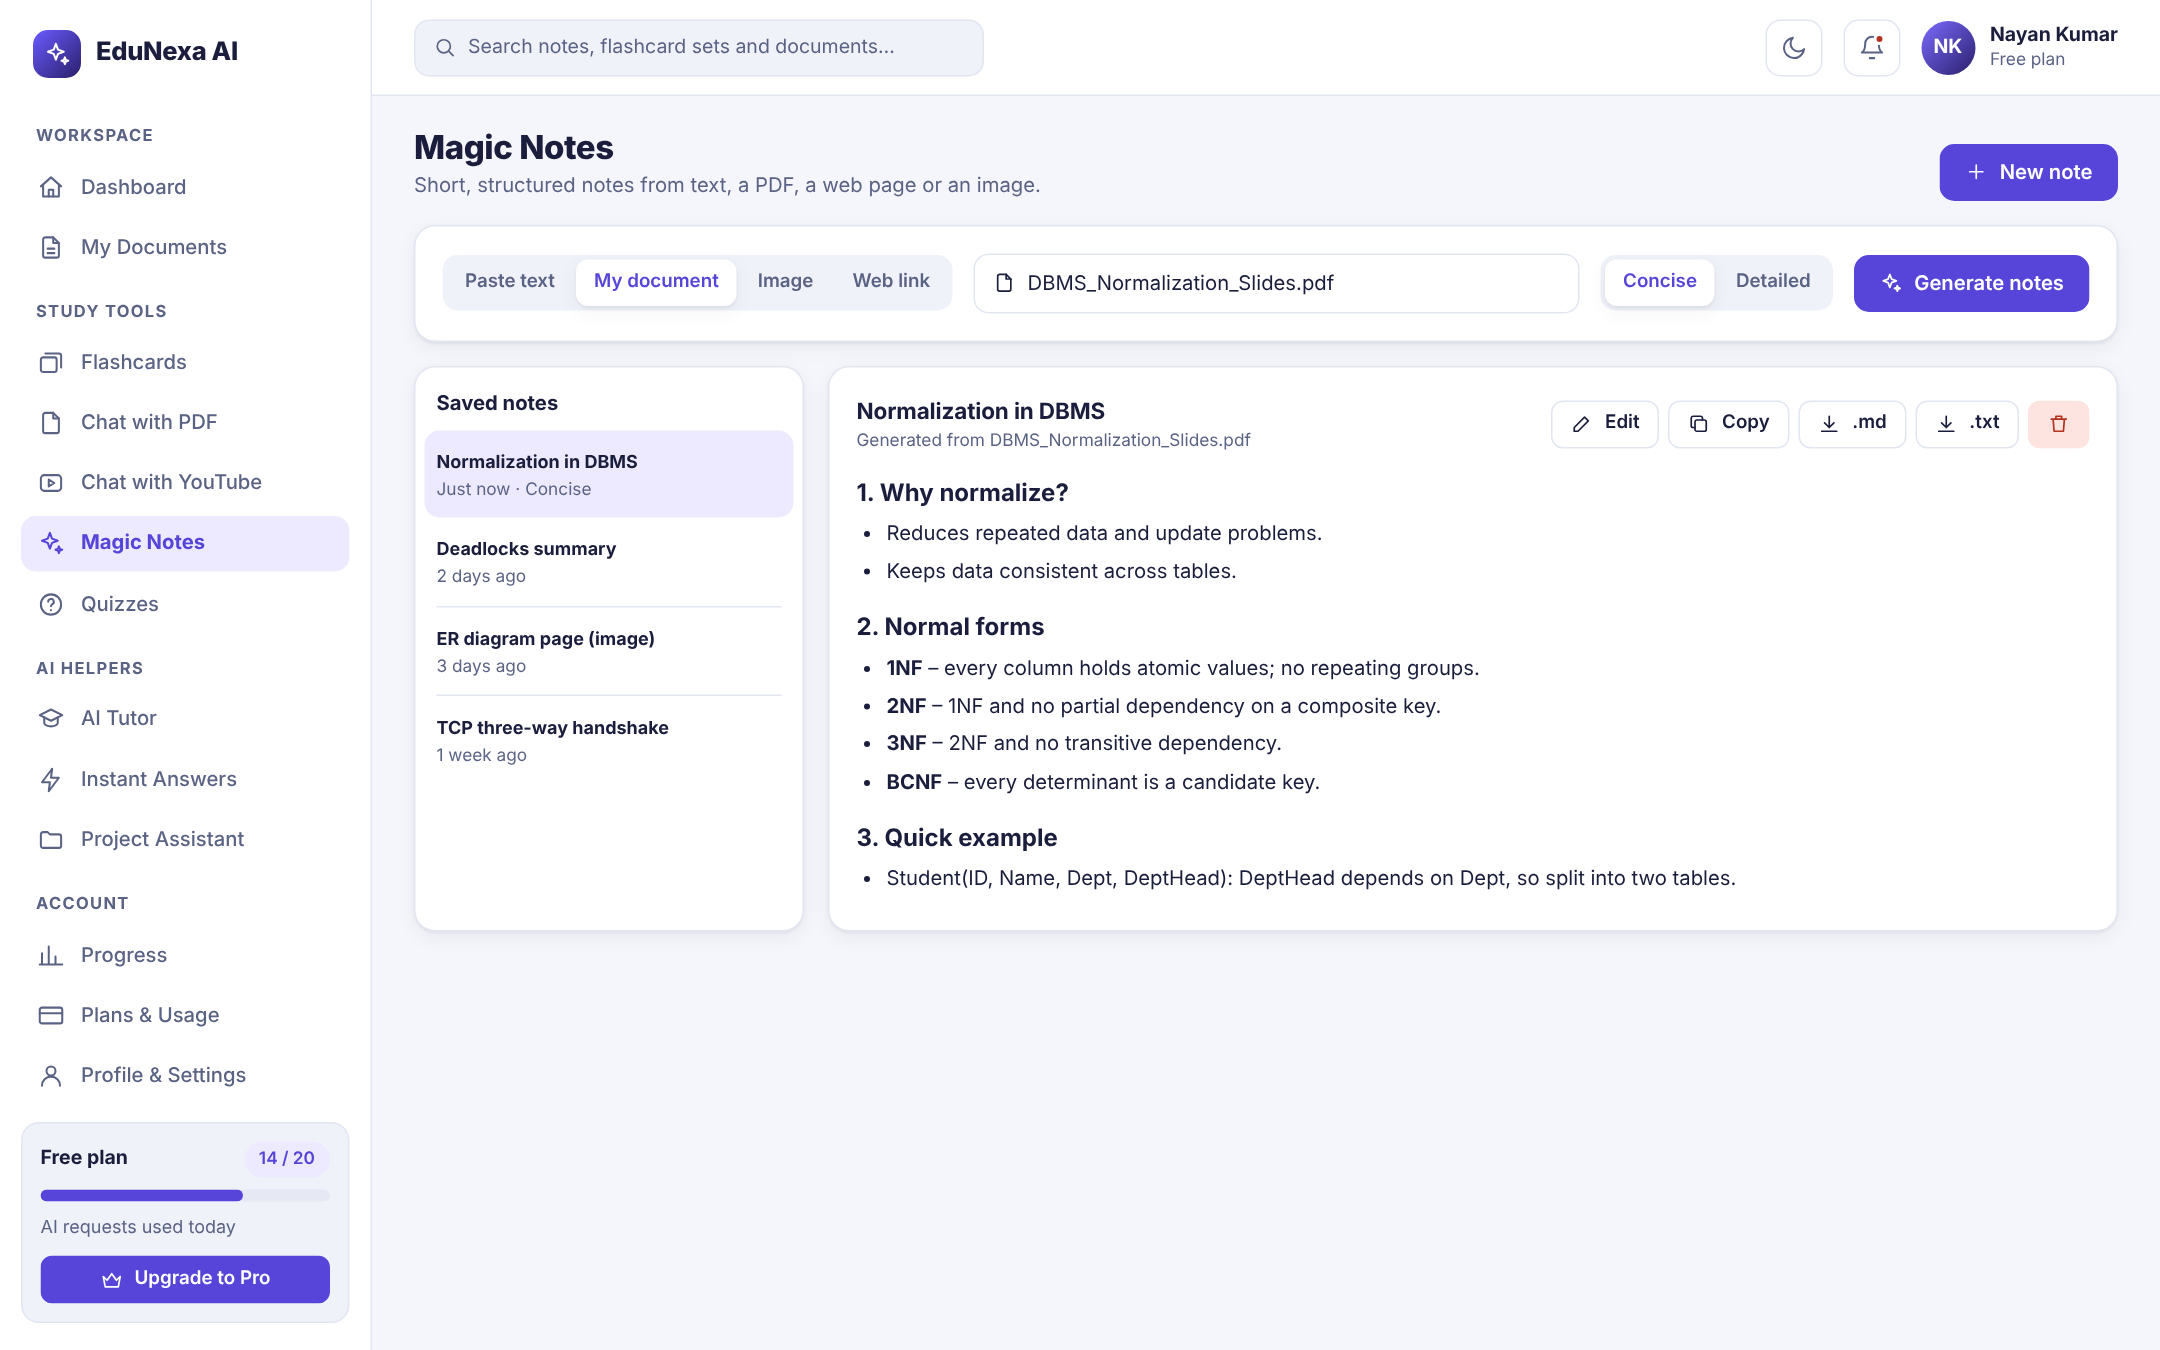 EduNexa AI
WORKSPACE
Dashboard
My Documents
STUDY TOOLS
Flashcards
Chat with PDF
Chat with YouTube
Magic Notes
Quizzes
AI HELPERS
AI Tutor
Instant Answers
Project Assistant
ACCOUNT
Progress
Plans & Usage
Profile & Settings
Free plan
14 / 20
AI requests used today
Upgrade to Pro
Search notes, flashcard sets and documents...
NK
Nayan Kumar
Free plan
Magic Notes
Short, structured notes from text, a PDF, a web page or an image.
New note
Paste text
My document
Image
Web link
DBMS_Normalization_Slides.pdf
Concise
Detailed
Generate notes
Saved notes
Normalization in DBMS
Just now · Concise
Deadlocks summary
2 days ago
ER diagram page (image)
3 days ago
TCP three-way handshake
1 week ago
Normalization in DBMS
Generated from DBMS_Normalization_Slides.pdf
Edit
Copy
.md
.txt
1. Why normalize?
• Reduces repeated data and update problems.
• Keeps data consistent across tables.
2. Normal forms
• 1NF – every column holds atomic values; no repeating groups.
• 2NF – 1NF and no partial dependency on a composite key.
• 3NF – 2NF and no transitive dependency.
• BCNF – every determinant is a candidate key.
3. Quick example
• Student(ID, Name, Dept, DeptHead): DeptHead depends on Dept, so split into two tables.